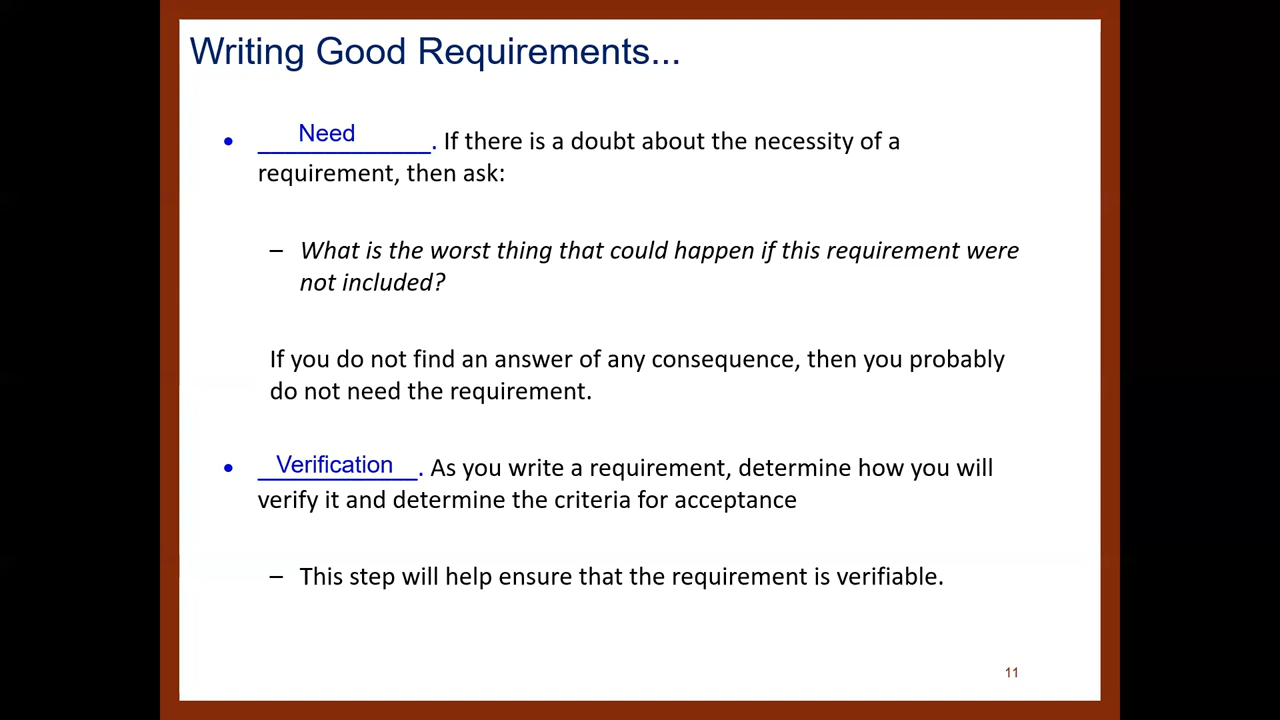 Writing Good Requirements...
• Need. If there is a doubt about the necessity of a
requirement, then ask:
– What is the worst thing that could happen if this requirement were
not included?
If you do not find an answer of any consequence, then you probably
do not need the requirement.
• Verification. As you write a requirement, determine how you will
verify it and determine the criteria for acceptance
– This step will help ensure that the requirement is verifiable.
11